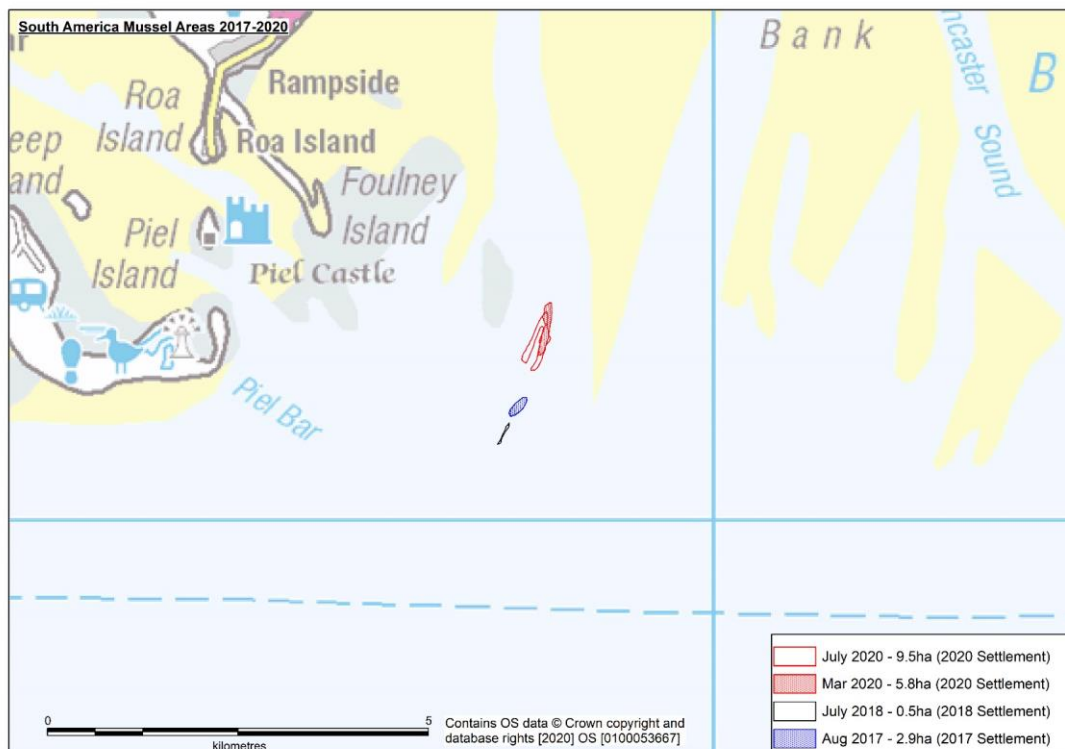 South America Mussel Areas 2017-2020
Bank
ncaster
Sound
B
ar
Rampside
Roa
Island
Roa Island
eep
and
Foulney
Island
Piel
Island
Piel Castle
Piel Bar
July 2020 - 9.5ha (2020 Settlement)
Mar 2020 - 5.8ha (2020 Settlement)
July 2018 - 0.5ha (2018 Settlement)
Aug 2017 - 2.9ha (2017 Settlement)
0
5
kilometres
Contains OS data © Crown copyright and
database rights [2020] OS [0100053667]